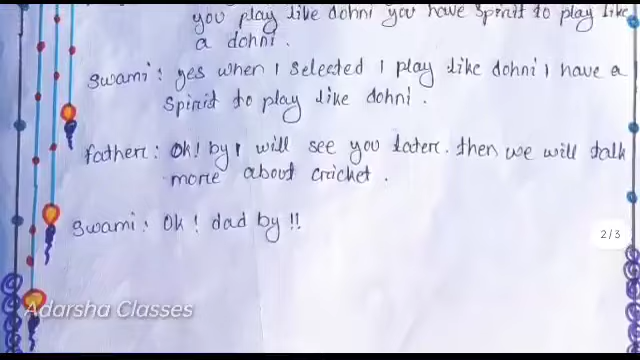 you play like dohni you have spirit to play like
a dohni.
Swami: yes when I selected I play like dohni I have a
spirit to play like dohni.
father: Ok! by I will see you later. then we will talk
more about cricket.
Swami: Ok! dad by!!
2/3
Adarsha Classes